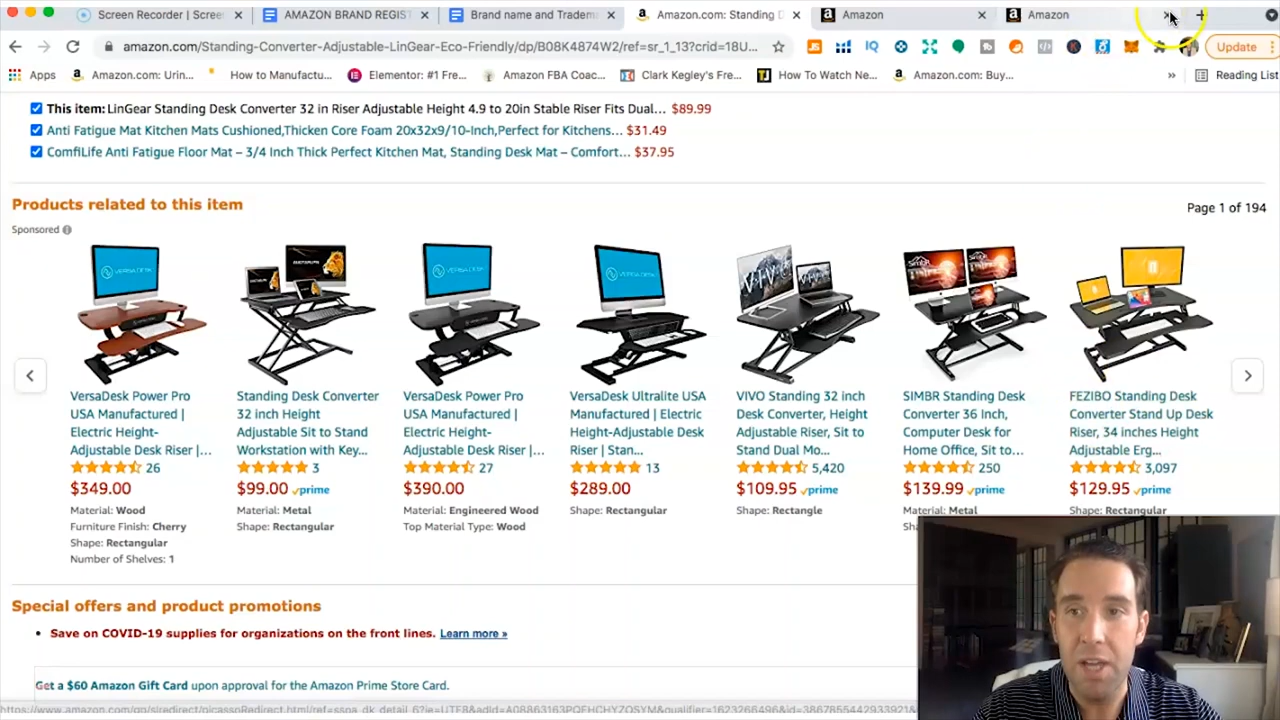 Screen Recorder | Scree
AMAZON BRAND REGIST
Brand name and Tradem
Amazon.com: Standing D
Amazon
Amazon
amazon.com/Standing-Converter-Adjustable-LinGear-Eco-Friendly/dp/B08K4874W2/ref=sr_1_13?crid=18U...
Update
Apps
Amazon.com: Urin...
How to Manufactu...
Elementor: #1 Fre...
Amazon FBA Coac...
Clark Kegley's Fre...
How To Watch Ne...
Amazon.com: Buy...
»
Reading List
This item: LinGear Standing Desk Converter 32 in Riser Adjustable Height 4.9 to 20in Stable Riser Fits Dual... $89.99
Anti Fatigue Mat Kitchen Mats Cushioned,Thicken Core Foam 20x32x9/10-Inch,Perfect for Kitchens... $31.49
ComfiLife Anti Fatigue Floor Mat – 3/4 Inch Thick Perfect Kitchen Mat, Standing Desk Mat – Comfort... $37.95
Products related to this item
Page 1 of 194
Sponsored
VersaDesk Power Pro
USA Manufactured |
Electric Height-
Adjustable Desk Riser |...
26
$349.00
Material: Wood
Furniture Finish: Cherry
Shape: Rectangular
Number of Shelves: 1
Standing Desk Converter
32 inch Height
Adjustable Sit to Stand
Workstation with Key...
3
$99.00 prime
Material: Metal
Shape: Rectangular
VersaDesk Power Pro
USA Manufactured |
Electric Height-
Adjustable Desk Riser |...
27
$390.00
Material: Engineered Wood
Top Material Type: Wood
VersaDesk Ultralite USA
Manufactured | Electric
Height-Adjustable Desk
Riser | Stan...
13
$289.00
Shape: Rectangular
VIVO Standing 32 inch
Desk Converter, Height
Adjustable Riser, Sit to
Stand Dual Mo...
5,420
$109.95 prime
Shape: Rectangle
SIMBR Standing Desk
Converter 36 Inch,
Computer Desk for
Home Office, Sit to...
250
$139.99 prime
Material: Metal
FEZIBO Standing Desk
Converter Stand Up Desk
Riser, 34 inches Height
Adjustable Erg...
3,097
$129.95 prime
Shape: Rectangular
Special offers and product promotions
Save on COVID-19 supplies for organizations on the front lines. Learn more »
Get a $60 Amazon Gift Card upon approval for the Amazon Prime Store Card.